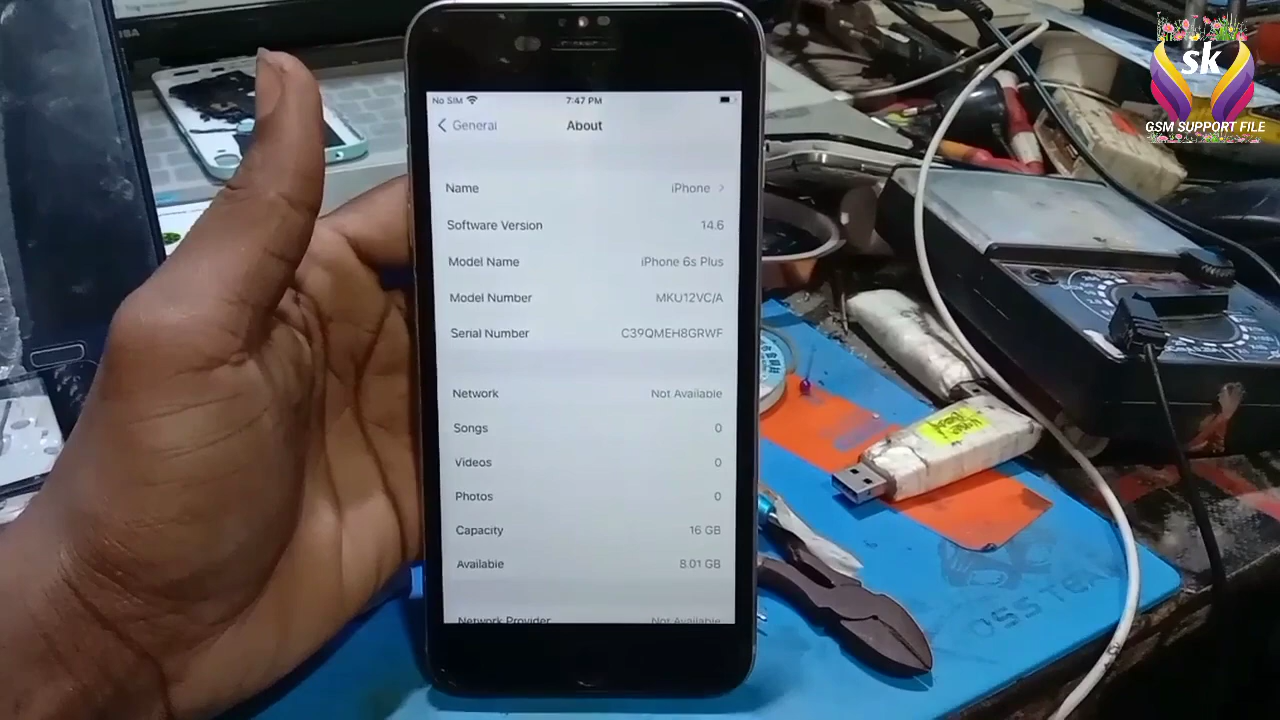 sk
GSM SUPPORT FILE
No SIM 7:47 PM
General About
Name iPhone
Software Version 14.6
Model Name iPhone 6s Plus
Model Number MKU12VC/A
Serial Number C39QMEH8GRWF
Network Not Available
Songs 0
Videos 0
Photos 0
Capacity 16 GB
Available 8.01 GB
Network Provider Not Available